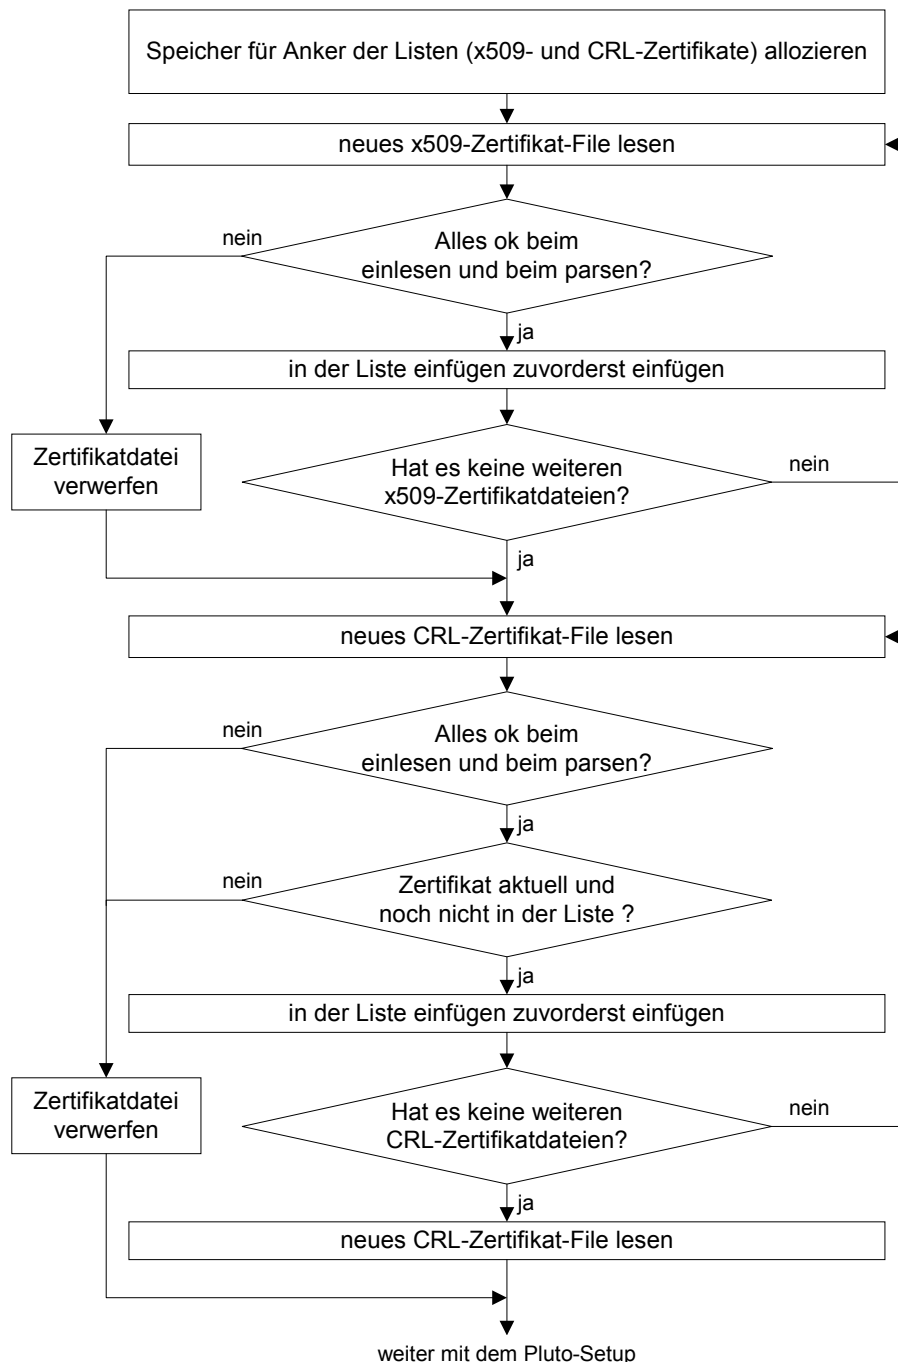 Speicher für Anker der Listen (x509- und CRL-Zertifikate) allozieren
neues x509-Zertifikat-File lesen
nein
Alles ok beim
einlesen und beim parsen?
ja
in der Liste einfügen zuvorderst einfügen
Zertifikatdatei
verwerfen
Hat es keine weiteren
x509-Zertifikatdateien?
nein
ja
neues CRL-Zertifikat-File lesen
nein
Alles ok beim
einlesen und beim parsen?
ja
nein
Zertifikat aktuell und
noch nicht in der Liste ?
ja
in der Liste einfügen zuvorderst einfügen
Zertifikatdatei
verwerfen
Hat es keine weiteren
CRL-Zertifikatdateien?
nein
ja
neues CRL-Zertifikat-File lesen
weiter mit dem Pluto-Setup